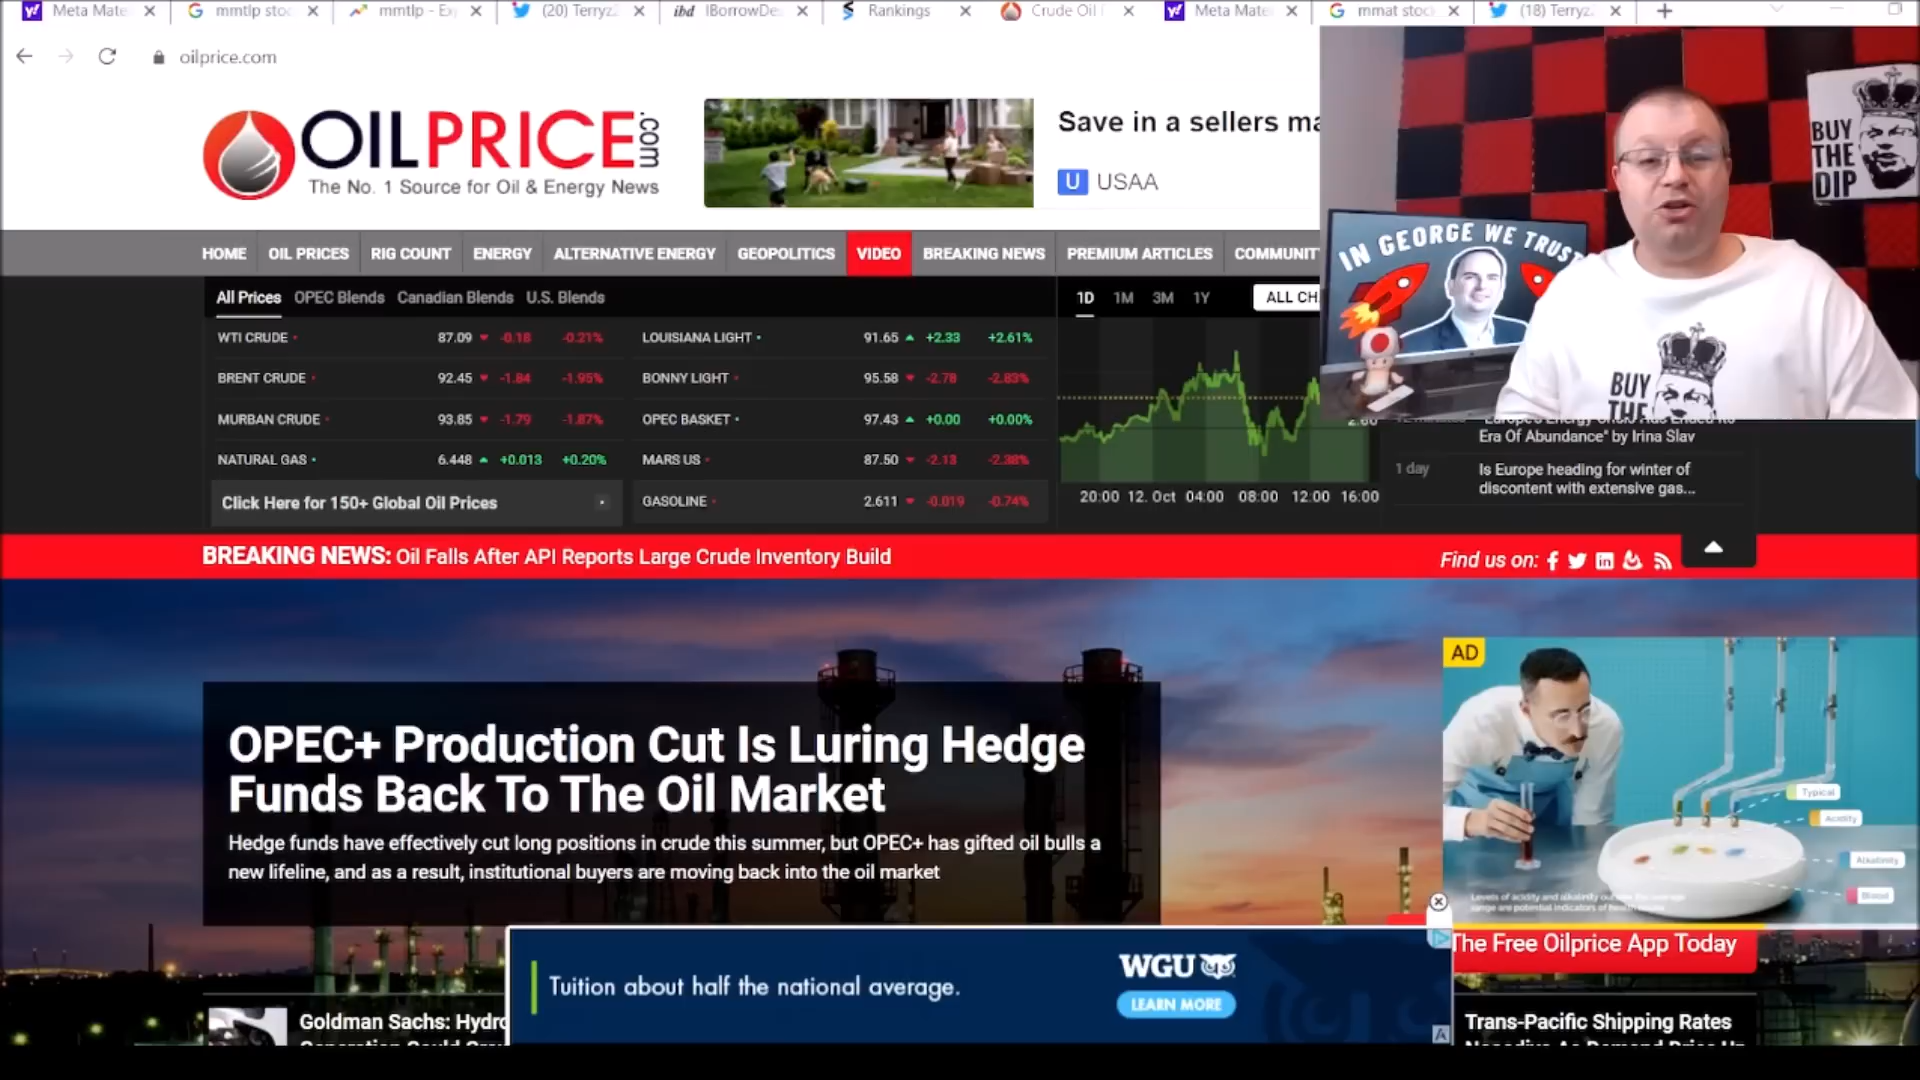 Meta Mate
mmtlp stoc
mmtlp - Ex
(20) Terryz
ibd IBorrowDes
Rankings
Crude Oil
Meta Mate
mmat stoc
(18) Terryz
oilprice.com
OILPRICE.com
The No. 1 Source for Oil & Energy News
Save in a sellers ma
U USAA
BUY
THE
DIP
IN GEORGE WE TRUST
BUY
THE
HOME OIL PRICES RIG COUNT ENERGY ALTERNATIVE ENERGY GEOPOLITICS VIDEO BREAKING NEWS PREMIUM ARTICLES COMMUNIT
All Prices OPEC Blends Canadian Blends U.S. Blends
1D 1M 3M 1Y ALL CH
WTI CRUDE 87.09 -0.18 -0.21% LOUISIANA LIGHT 91.65 +2.33 +2.61%
BRENT CRUDE 92.45 -1.84 -1.95% BONNY LIGHT 95.58 -2.78 -2.83%
MURBAN CRUDE 93.85 -1.79 -1.87% OPEC BASKET 97.43 +0.00 +0.00%
NATURAL GAS 6.448 +0.013 +0.20% MARS US 87.50 -2.13 -2.38%
Click Here for 150+ Global Oil Prices GASOLINE 2.611 -0.019 -0.74%
20:00 12. Oct 04:00 08:00 12:00 16:00
Era Of Abundance" by Irina Slav
1 day Is Europe heading for winter of
discontent with extensive gas...
BREAKING NEWS: Oil Falls After API Reports Large Crude Inventory Build
Find us on:
OPEC+ Production Cut Is Luring Hedge
Funds Back To The Oil Market
Hedge funds have effectively cut long positions in crude this summer, but OPEC+ has gifted oil bulls a
new lifeline, and as a result, institutional buyers are moving back into the oil market
AD
Typical
Acidity
Alkalinity
Blood
The Free Oilprice App Today
Tuition about half the national average.
WGU
LEARN MORE
Goldman Sachs: Hydro
Trans-Pacific Shipping Rates